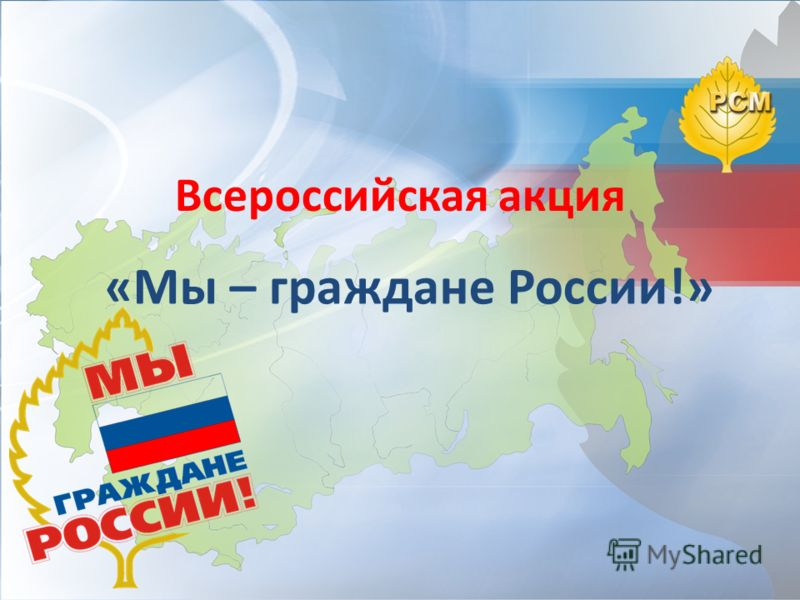 РСМ
Всероссийская акция
«Мы – граждане России!»
МЫ
ГРАЖДАНЕ
РОССИИ!
MyShared